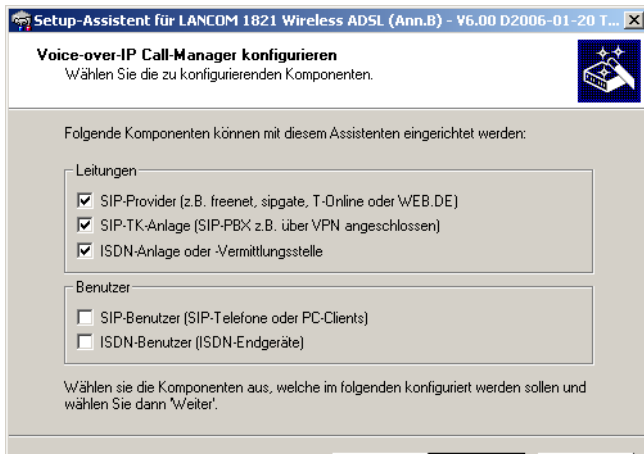 Setup-Assistent für LANCOM 1821 Wireless ADSL (Ann.B) - V6.00 D2006-01-20 T...
Voice-over-IP Call-Manager konfigurieren
Wählen Sie die zu konfigurierenden Komponenten.
Folgende Komponenten können mit diesem Assistenten eingerichtet werden:
Leitungen
SIP-Provider (z.B. freenet, sipgate, T-Online oder WEB.DE)
SIP-TK-Anlage (SIP-PBX z.B. über VPN angeschlossen)
ISDN-Anlage oder -Vermittlungsstelle
Benutzer
SIP-Benutzer (SIP-Telefone oder PC-Clients)
ISDN-Benutzer (ISDN-Endgeräte)
Wählen sie die Komponenten aus, welche im folgenden konfiguriert werden sollen und
wählen Sie dann 'Weiter'.